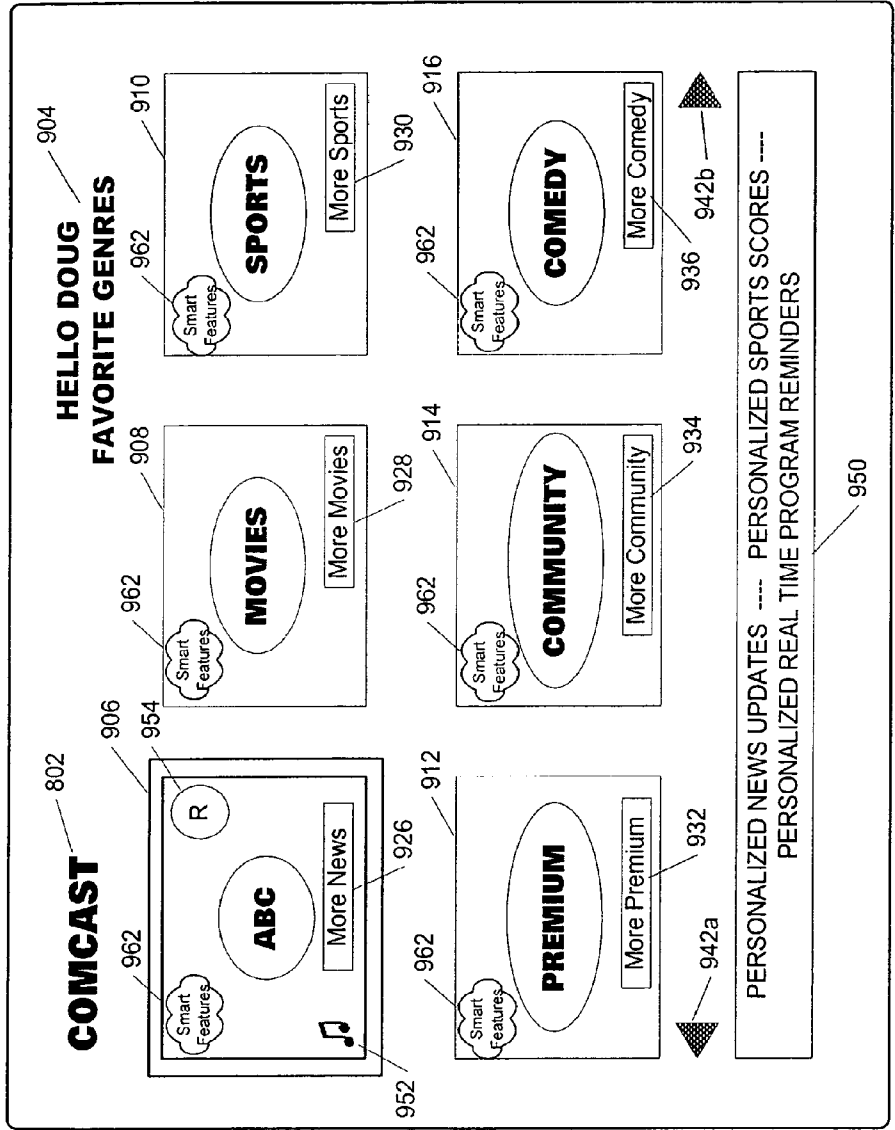 COMCAST
802
HELLO DOUG
FAVORITE GENRES
904
962
906
954
908
962
962
910
Smart
Features
R
ABC
More News
952
926
Smart
Features
MOVIES
More Movies
928
Smart
Features
SPORTS
More Sports
930
962
912
962
914
962
916
Smart
Features
PREMIUM
More Premium
932
Smart
Features
COMMUNITY
More Community
934
Smart
Features
COMEDY
More Comedy
936
942a
942b
PERSONALIZED NEWS UPDATES ---- PERSONALIZED SPORTS SCORES ----
PERSONALIZED REAL TIME PROGRAM REMINDERS
950